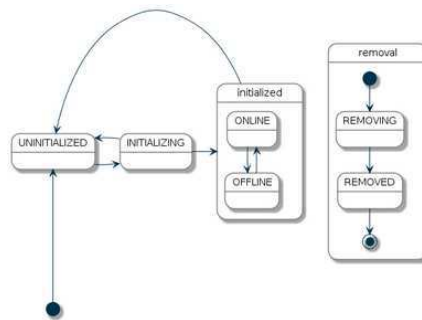 removal
initialized
ONLINE
REMOVING
UNINITIALIZED
INITIALIZING
OFFLINE
REMOVED